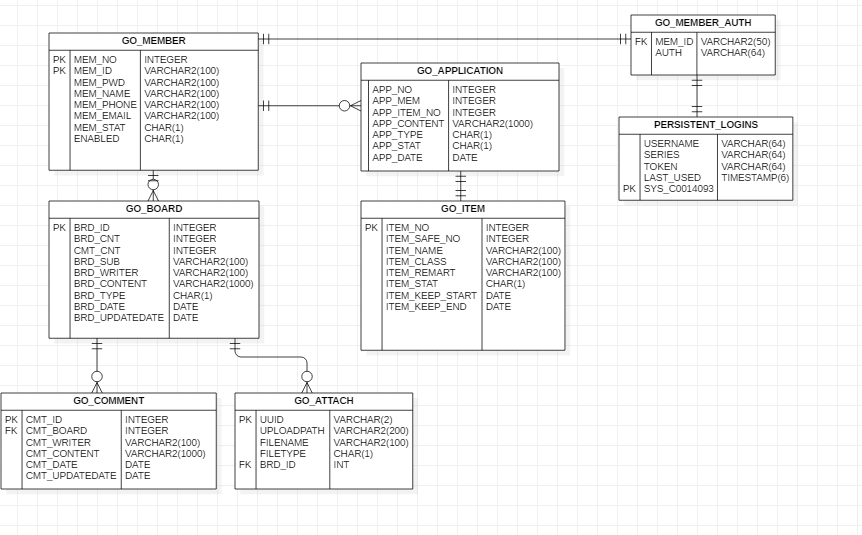 GO_MEMBER
PK MEM_NO INTEGER
PK MEM_ID VARCHAR2(100)
MEM_PWD VARCHAR2(100)
MEM_NAME VARCHAR2(100)
MEM_PHONE VARCHAR2(100)
MEM_EMAIL VARCHAR2(100)
MEM_STAT CHAR(1)
ENABLED CHAR(1)
GO_APPLICATION
APP_NO INTEGER
APP_MEM INTEGER
APP_ITEM_NO INTEGER
APP_CONTENT VARCHAR2(1000)
APP_TYPE CHAR(1)
APP_STAT CHAR(1)
APP_DATE DATE
GO_MEMBER_AUTH
FK MEM_ID VARCHAR2(50)
AUTH VARCHAR(64)
PERSISTENT_LOGINS
USERNAME VARCHAR(64)
SERIES VARCHAR(64)
TOKEN VARCHAR(64)
LAST_USED TIMESTAMP(6)
PK SYS_C0014093
GO_BOARD
PK BRD_ID INTEGER
BRD_CNT INTEGER
CMT_CNT INTEGER
BRD_SUB VARCHAR2(100)
BRD_WRITER VARCHAR2(100)
BRD_CONTENT VARCHAR2(1000)
BRD_TYPE CHAR(1)
BRD_DATE DATE
BRD_UPDATEDATE DATE
GO_ITEM
PK ITEM_NO INTEGER
ITEM_SAFE_NO INTEGER
ITEM_NAME VARCHAR2(100)
ITEM_CLASS VARCHAR2(100)
ITEM_REMART VARCHAR2(100)
ITEM_STAT CHAR(1)
ITEM_KEEP_START DATE
ITEM_KEEP_END DATE
GO_COMMENT
PK CMT_ID INTEGER
FK CMT_BOARD INTEGER
CMT_WRITER VARCHAR2(100)
CMT_CONTENT VARCHAR2(1000)
CMT_DATE DATE
CMT_UPDATEDATE DATE
GO_ATTACH
PK UUID VARCHAR(2)
UPLOADPATH VARCHAR2(200)
FILENAME VARCHAR2(100)
FILETYPE CHAR(1)
FK BRD_ID INT